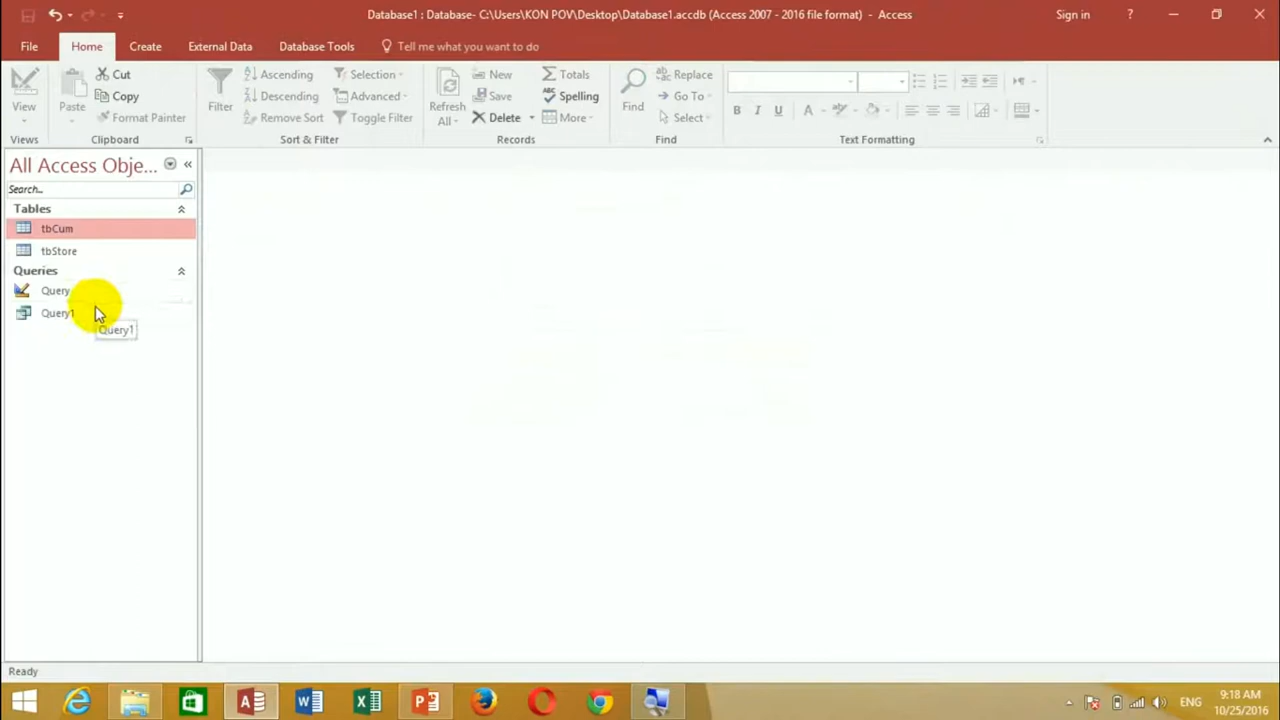 Database1 : Database- C:\Users\KON POV\Desktop\Database1.accdb (Access 2007 - 2016 file format) - Access
Sign in
?
File
Home
Create
External Data
Database Tools
Tell me what you want to do
View
Views
Paste
Cut
Copy
Format Painter
Clipboard
Filter
Ascending
Descending
Remove Sort
Selection
Advanced
Toggle Filter
Sort & Filter
Refresh
All
New
Save
Delete
Totals
Spelling
More
Records
Find
Replace
Go To
Select
Find
B I U A
Text Formatting
All Access Obje...
Search...
Tables
tbCum
tbStore
Queries
Query
Query1
Query1
Ready
ENG
9:18 AM
10/25/2016